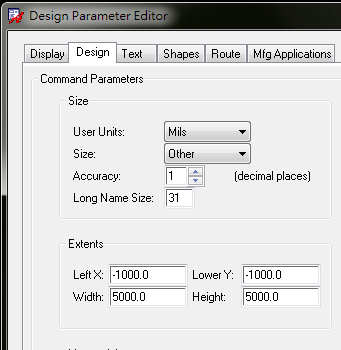 Design Parameter Editor
Display Design Text Shapes Route Mfg Applications
Command Parameters
Size
User Units: Mils
Size: Other
Accuracy: 1 (decimal places)
Long Name Size: 31
Extents
Left X: -1000.0 Lower Y: -1000.0
Width: 5000.0 Height: 5000.0